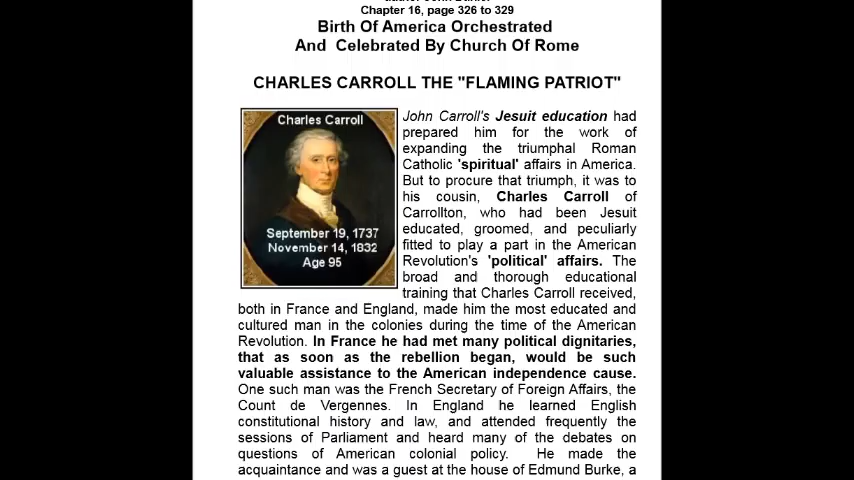 Chapter 16, page 326 to 329
Birth Of America Orchestrated
And Celebrated By Church Of Rome
CHARLES CARROLL THE "FLAMING PATRIOT"
Charles Carroll
September 19, 1737
November 14, 1832
Age 95
John Carroll's Jesuit education had
prepared him for the work of
expanding the triumphal Roman
Catholic 'spiritual' affairs in America.
But to procure that triumph, it was to
his cousin, Charles Carroll of
Carrollton, who had been Jesuit
educated, groomed, and peculiarly
fitted to play a part in the American
Revolution's 'political' affairs. The
broad and thorough educational
training that Charles Carroll received,
both in France and England, made him the most educated and
cultured man in the colonies during the time of the American
Revolution. In France he had met many political dignitaries,
that as soon as the rebellion began, would be such
valuable assistance to the American independence cause.
One such man was the French Secretary of Foreign Affairs, the
Count de Vergennes. In England he learned English
constitutional history and law, and attended frequently the
sessions of Parliament and heard many of the debates on
questions of American colonial policy. He made the
acquaintance and was a guest at the house of Edmund Burke, a